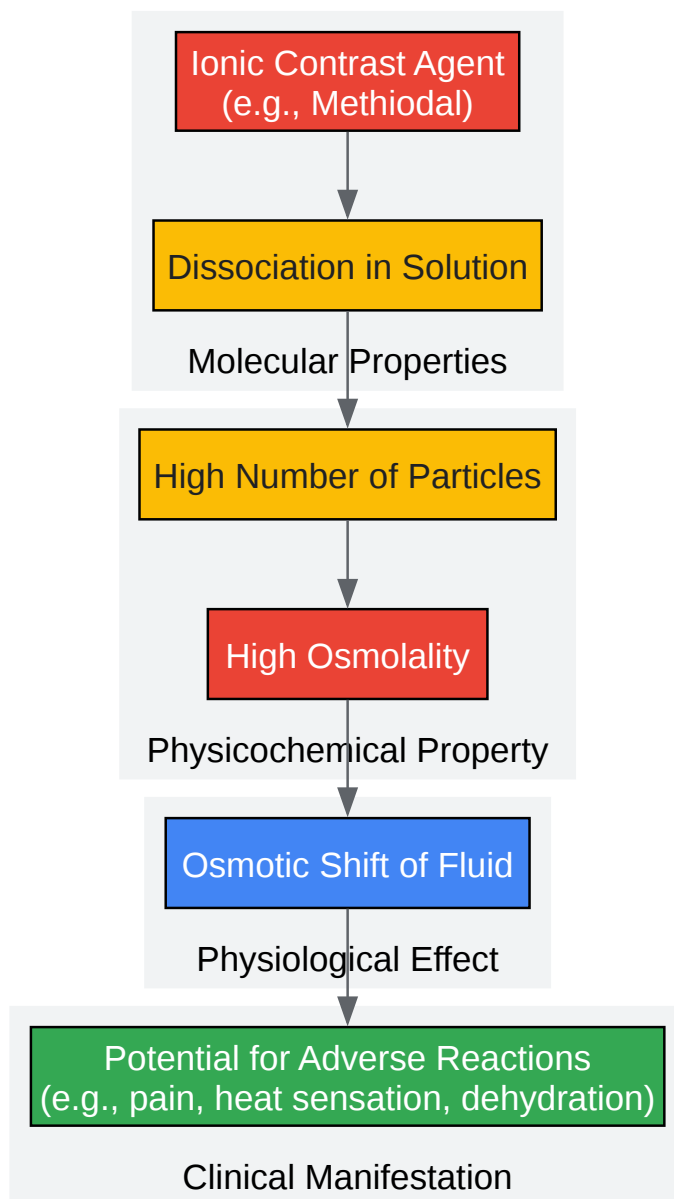 Ionic Contrast Agent
(e.g., Methiodal)
Dissociation in Solution
Molecular Properties
High Number of Particles
High Osmolality
Physicochemical Property
Osmotic Shift of Fluid
Physiological Effect
Potential for Adverse Reactions
(e.g., pain, heat sensation, dehydration)
Clinical Manifestation